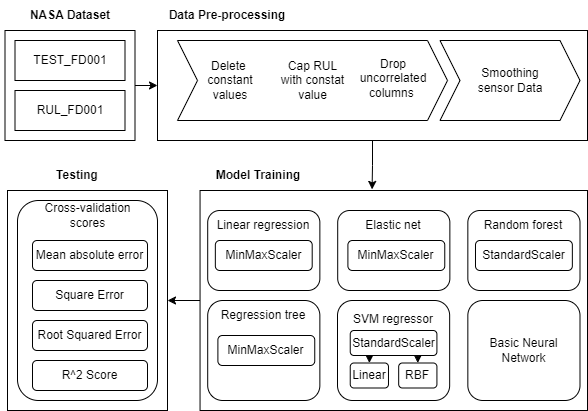 NASA Dataset
TEST_FD001
RUL_FD001
Data Pre-processing
Delete
constant
values
Cap RUL
with constat
value
Drop
uncorrelated
columns
Smoothing
sensor Data
Testing
Cross-validation
scores
Mean absolute error
Square Error
Root Squared Error
R^2 Score
Model Training
Linear regression
MinMaxScaler
Elastic net
MinMaxScaler
Random forest
StandardScaler
Regression tree
MinMaxScaler
SVM regressor
StandardScaler
Linear
RBF
Basic Neural
Network